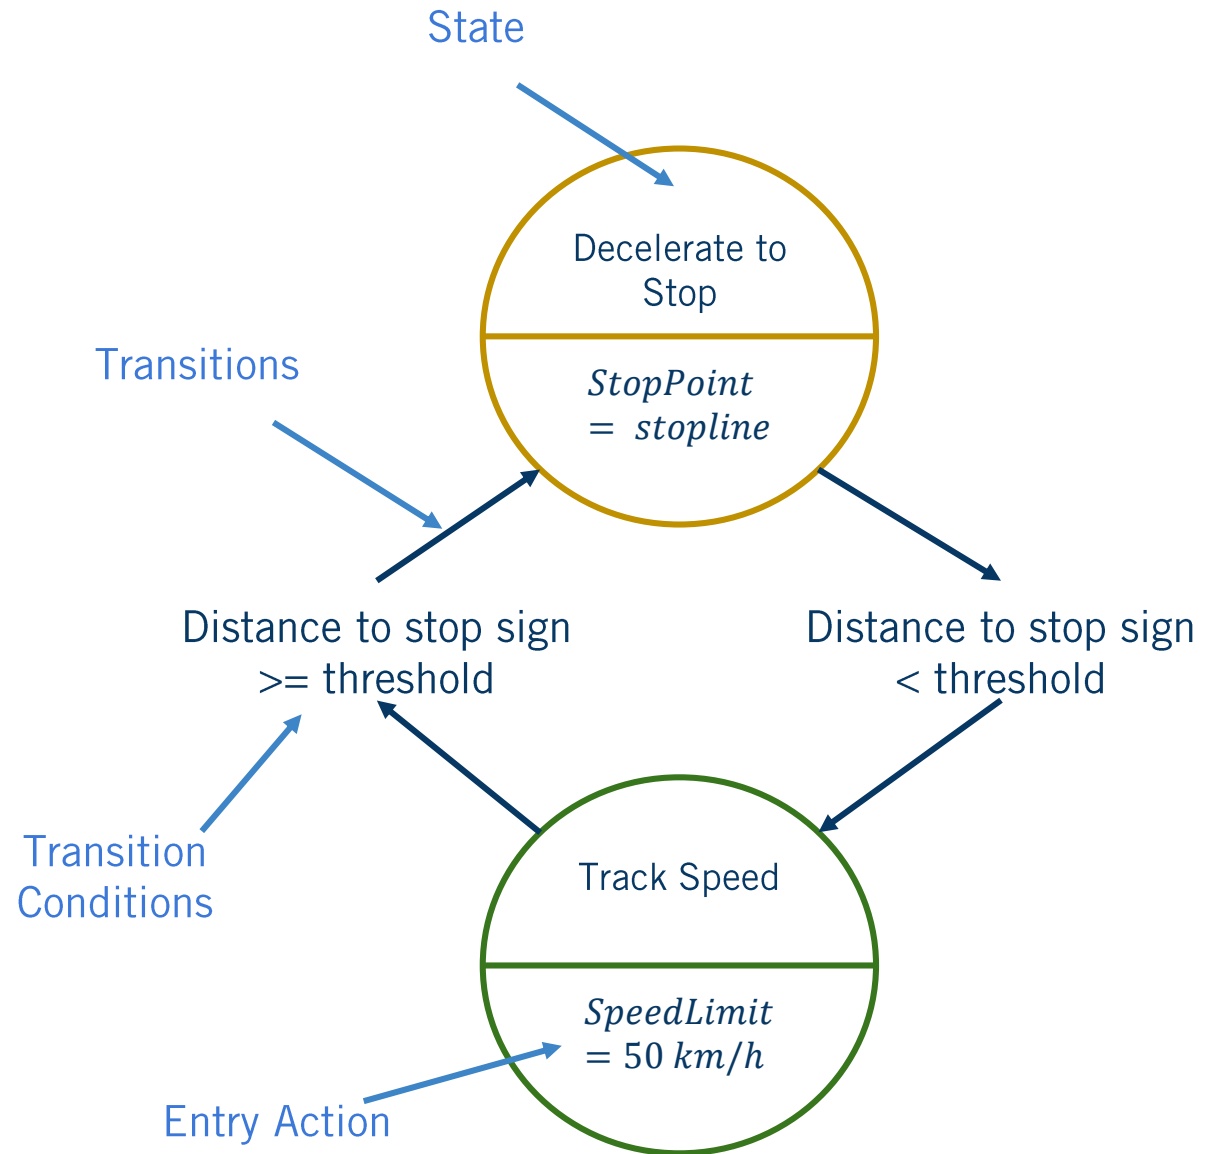 State
Decelerate to
Stop
StopPoint
= stopline
Transitions
Distance to stop sign
>= threshold
Distance to stop sign
< threshold
Transition
Conditions
Track Speed
SpeedLimit
= 50 km/h
Entry Action